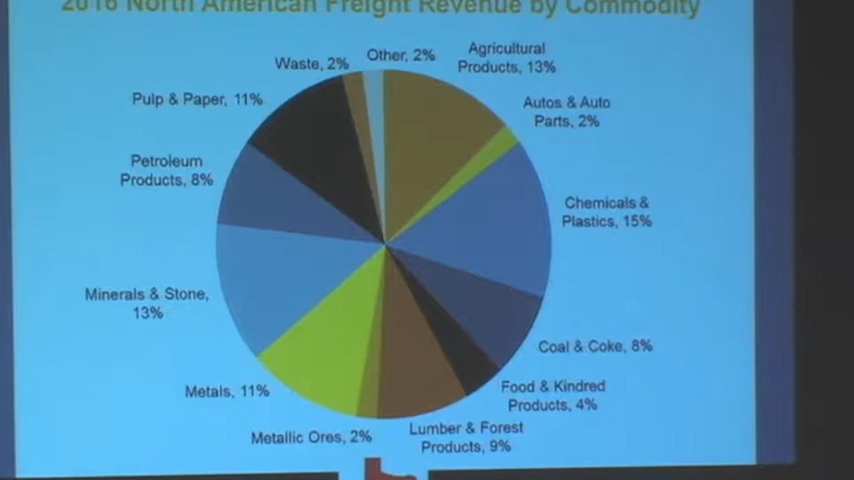 2016 North American Freight Revenue by Commodity
Other, 2%
Agricultural
Products, 13%
Autos & Auto
Parts, 2%
Chemicals &
Plastics, 15%
Coal & Coke, 8%
Food & Kindred
Products, 4%
Lumber & Forest
Products, 9%
Metallic Ores, 2%
Metals, 11%
Minerals & Stone,
13%
Petroleum
Products, 8%
Pulp & Paper, 11%
Waste, 2%